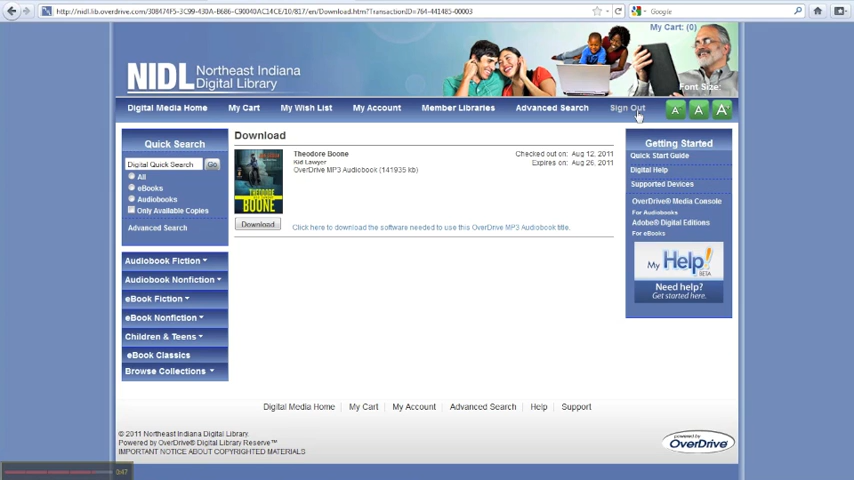 http://nidl.lib.overdrive.com/308474F5-3C99-430A-B686-C90040AC14CE/10/817/en/Download.htm?TransactionID=764-441485-00003
Google
My Cart: (0)
NIDL Northeast Indiana Digital Library
Font Size:
Digital Media Home My Cart My Wish List My Account Member Libraries Advanced Search Sign Out A- A A+
Quick Search
Digital Quick Search Go
All
eBooks
Audiobooks
Only Available Copies
Advanced Search
Audiobook Fiction
Audiobook Nonfiction
eBook Fiction
eBook Nonfiction
Children & Teens
eBook Classics
Browse Collections
Download
THEODORE
BOONE
Theodore Boone
Kid Lawyer
OverDrive MP3 Audiobook (141935 kb)
Checked out on: Aug 12, 2011
Expires on: Aug 26, 2011
Download
Click here to download the software needed to use this OverDrive MP3 Audiobook title.
Getting Started
Quick Start Guide
Digital Help
Supported Devices
OverDrive® Media Console
For Audiobooks
Adobe® Digital Editions
For eBooks
My Help!
BETA
Need help?
Get started here.
Digital Media Home | My Cart | My Account | Advanced Search | Help | Support
© 2011 Northeast Indiana Digital Library.
Powered by OverDrive® Digital Library Reserve™
IMPORTANT NOTICE ABOUT COPYRIGHTED MATERIALS
powered by
OverDrive®
0:47